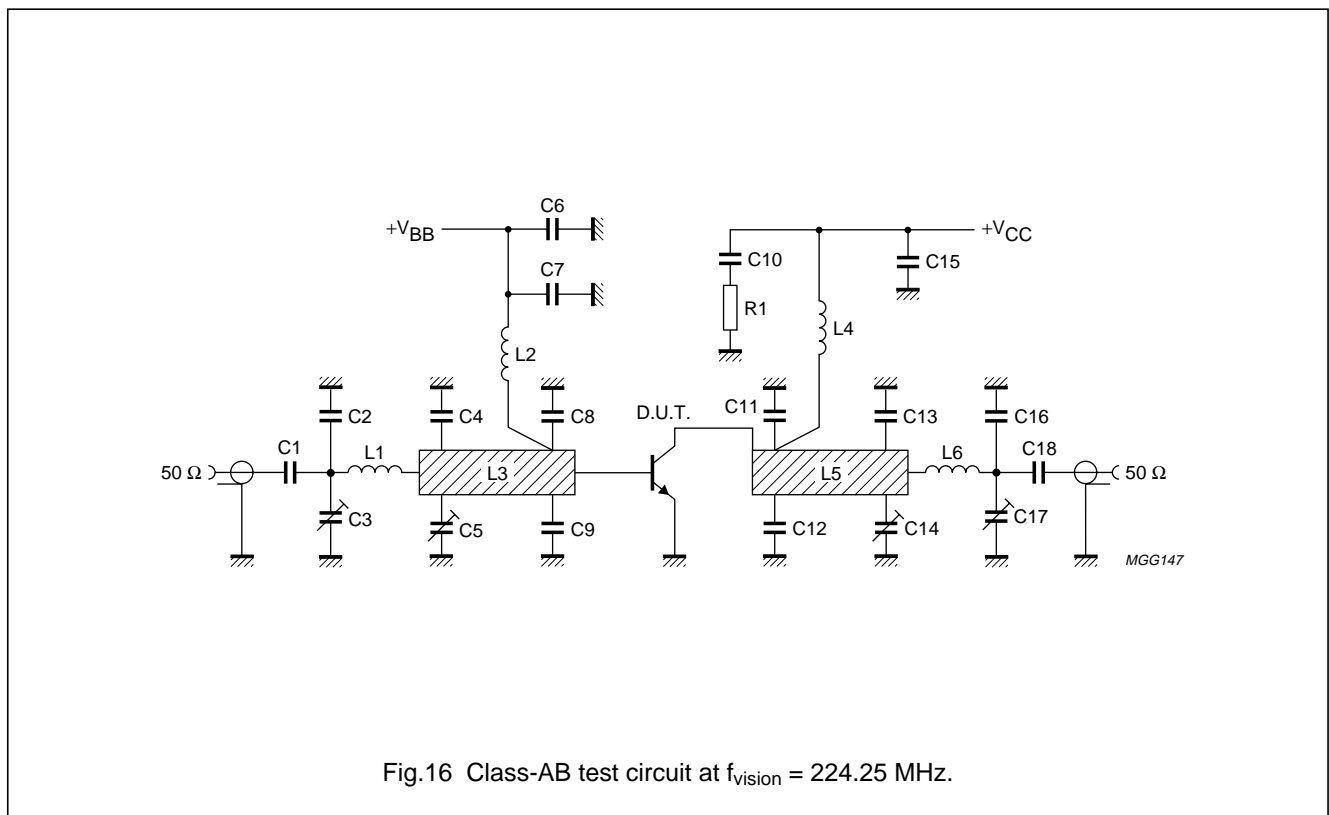 C6
+VBB
+VCC
C10
C15
C7
R1
L4
L2
C2
C4
C8
D.U.T.
C11
C13
C16
C1
L1
C18
50 Ω
L3
L5
L6
50 Ω
C3
C5
C9
C12
C14
C17
MGG147
Fig.16 Class-AB test circuit at fvision = 224.25 MHz.